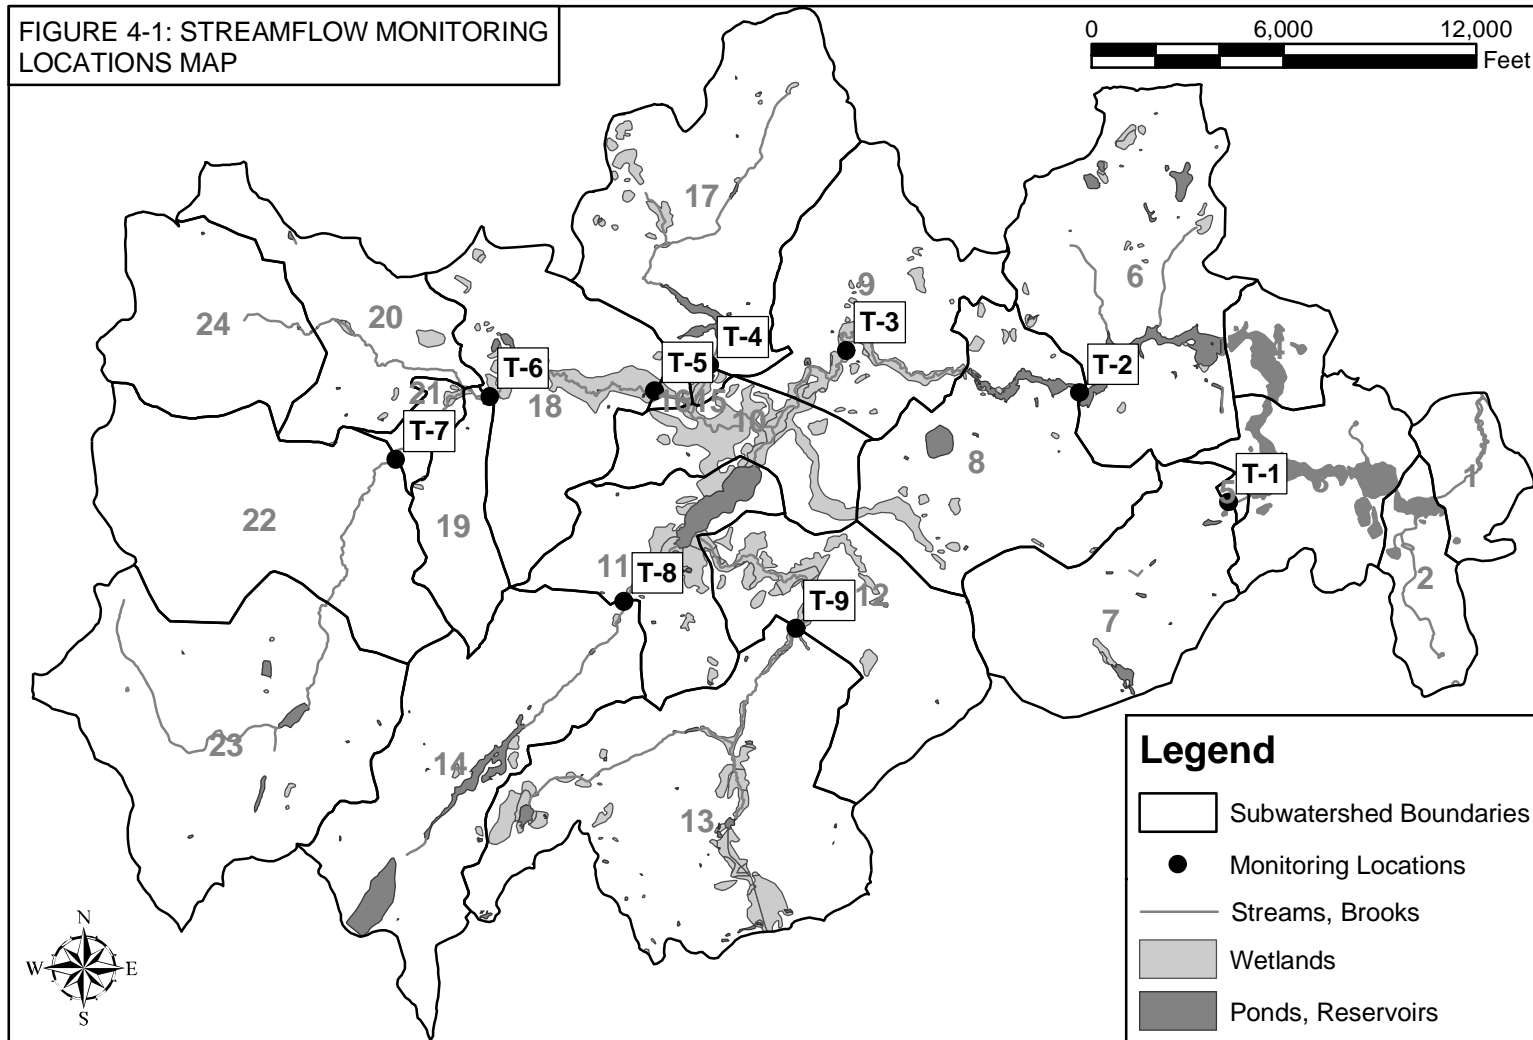 FIGURE 4-1: STREAMFLOW MONITORING
LOCATIONS MAP
0 6,000 12,000
Feet
17
6
9
T-3
24
20
T-4
4
T-2
T-6
T-5
21
18
16
15
10
T-7
8
T-1
3
1
5
22
19
11
T-8
2
T-9
12
7
23
14
13
Legend
Subwatershed Boundaries
Monitoring Locations
Streams, Brooks
Wetlands
Ponds, Reservoirs
N
W E
S